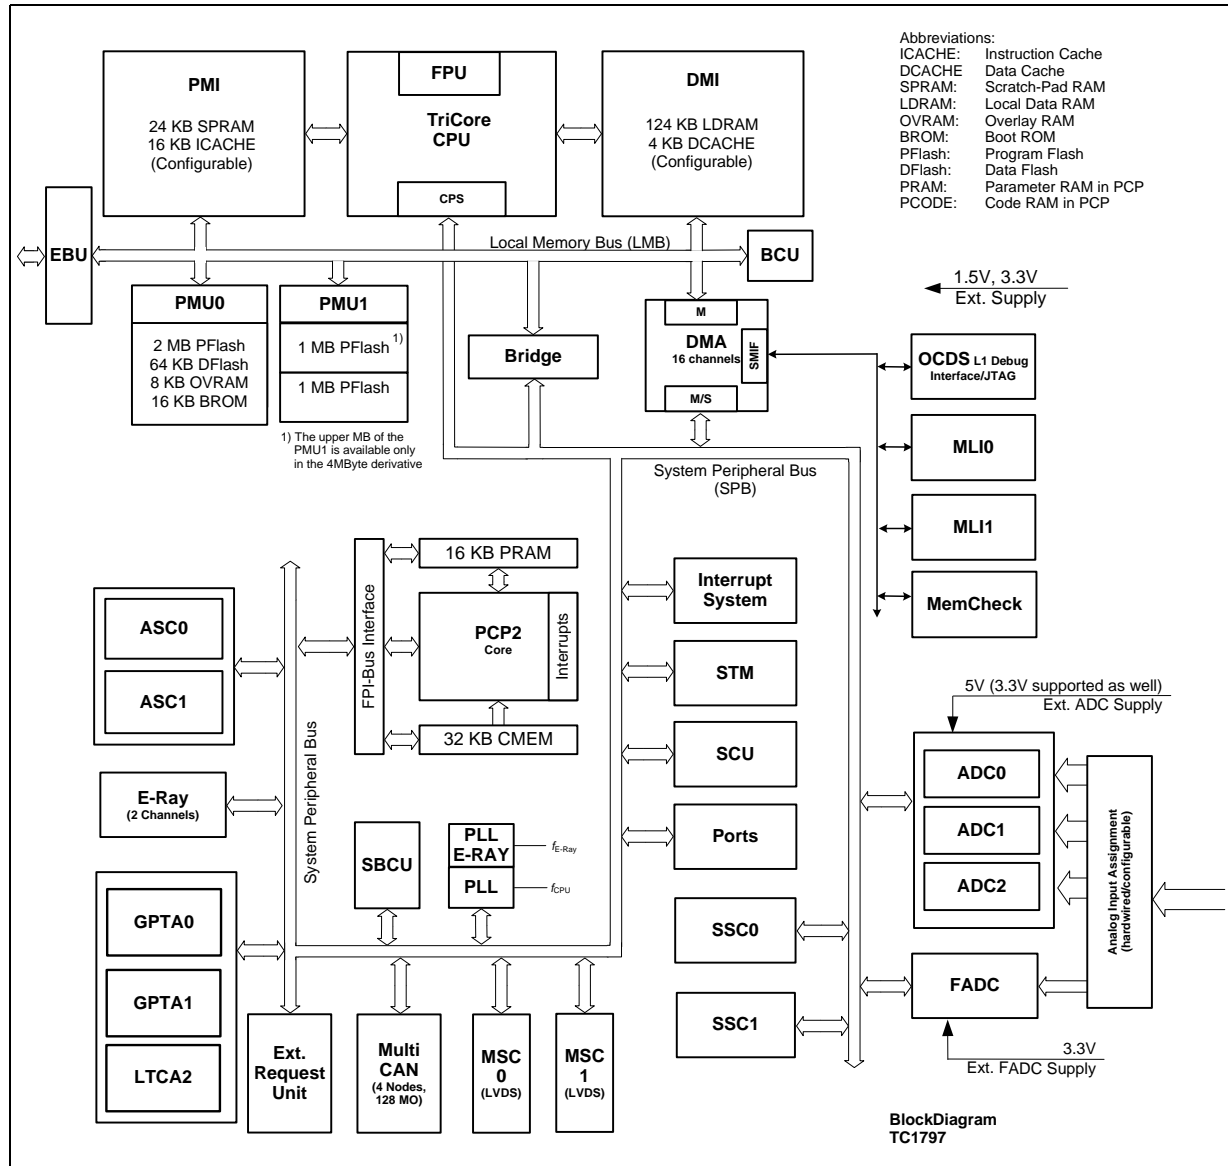 Abbreviations:
ICACHE: Instruction Cache
DCACHE Data Cache
SPRAM: Scratch-Pad RAM
LDRAM: Local Data RAM
OVRAM: Overlay RAM
BROM: Boot ROM
PFlash: Program Flash
DFlash: Data Flash
PRAM: Parameter RAM in PCP
PCODE: Code RAM in PCP
PMI
24 KB SPRAM
16 KB ICACHE
(Configurable)
FPU
TriCore
CPU
CPS
DMI
124 KB LDRAM
4 KB DCACHE
(Configurable)
EBU
Local Memory Bus (LMB)
BCU
1.5V, 3.3V
Ext. Supply
PMU0
2 MB PFlash
64 KB DFlash
8 KB OVRAM
16 KB BROM
PMU1
1 MB PFlash 1)
1 MB PFlash
1) The upper MB of the
PMU1 is available only
in the 4MByte derivative
Bridge
M
DMA
16 channels
SMIF
M/S
OCDS L1 Debug
Interface/JTAG
MLI0
MLI1
MemCheck
System Peripheral Bus
(SPB)
FPI-Bus Interface
16 KB PRAM
PCP2
Core
Interrupts
32 KB CMEM
Interrupt
System
STM
SCU
Ports
SSC0
SSC1
ASC0
ASC1
E-Ray
(2 Channels)
System Peripheral Bus
GPTA0
GPTA1
LTCA2
SBCU
PLL
E-RAY
fE-Ray
PLL
fCPU
5V (3.3V supported as well)
Ext. ADC Supply
ADC0
ADC1
ADC2
Analog Input Assignment
(hardwired/configurable)
FADC
3.3V
Ext. FADC Supply
Ext.
Request
Unit
Multi
CAN
(4 Nodes,
128 MO)
MSC
0
(LVDS)
MSC
1
(LVDS)
BlockDiagram
TC1797